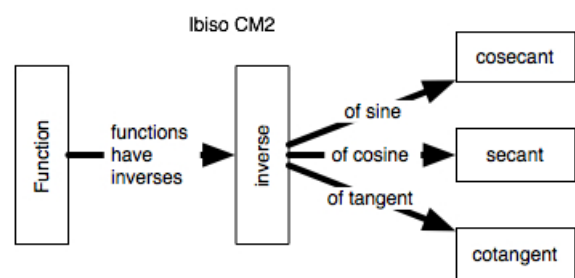 Ibiso CM2
Function
functions
have
inverses
inverse
of sine
of cosine
of tangent
cosecant
secant
cotangent